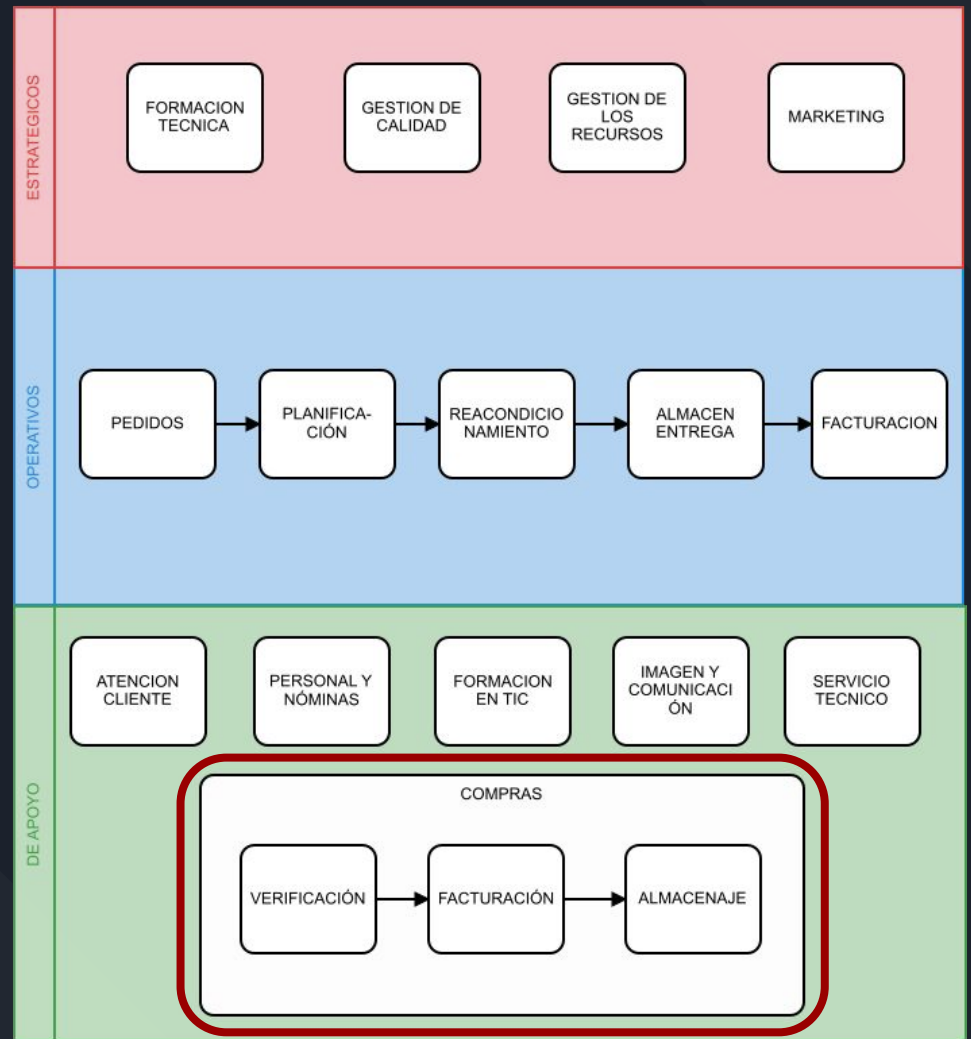 ESTRATEGICOS
FORMACION
TECNICA
GESTION DE
CALIDAD
GESTION DE
LOS
RECURSOS
MARKETING
OPERATIVOS
PEDIDOS
PLANIFICA-
CIÓN
REACONDICIO
NAMIENTO
ALMACEN
ENTREGA
FACTURACION
DE APOYO
ATENCION
CLIENTE
PERSONAL Y
NÓMINAS
FORMACION
EN TIC
IMAGEN Y
COMUNICACI
ÓN
SERVICIO
TECNICO
COMPRAS
VERIFICACIÓN
FACTURACIÓN
ALMACENAJE